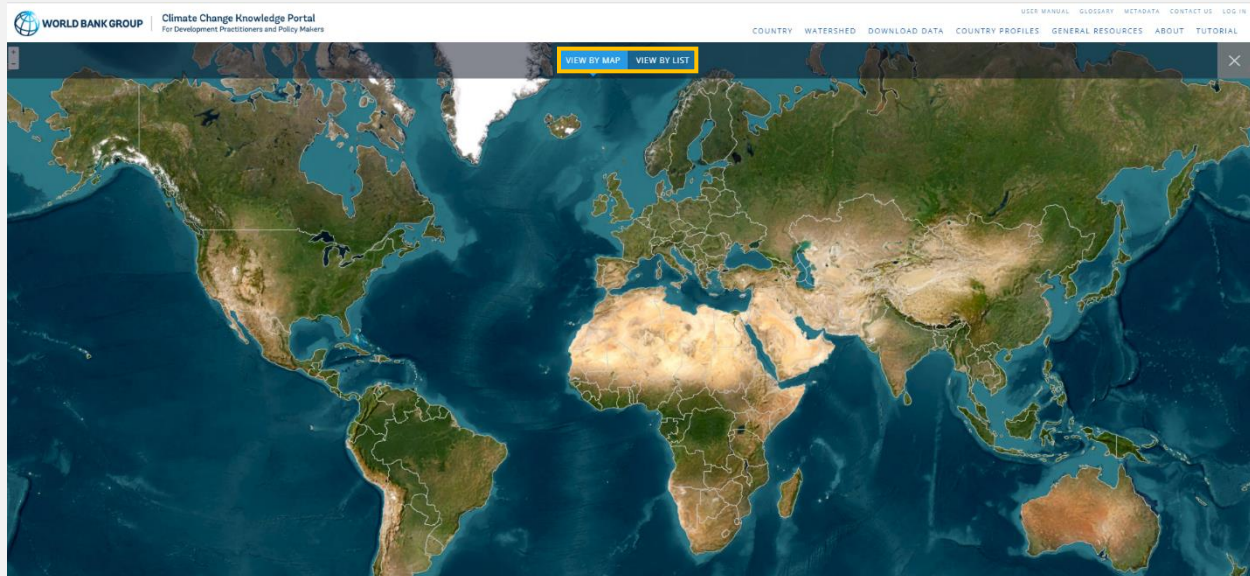 USER MANUAL GLOSSARY METADATA CONTACT US LOG IN
WORLD BANK GROUP
Climate Change Knowledge Portal
For Development Practitioners and Policy Makers
COUNTRY WATERSHED DOWNLOAD DATA COUNTRY PROFILES GENERAL RESOURCES ABOUT TUTORIAL
VIEW BY MAP VIEW BY LIST